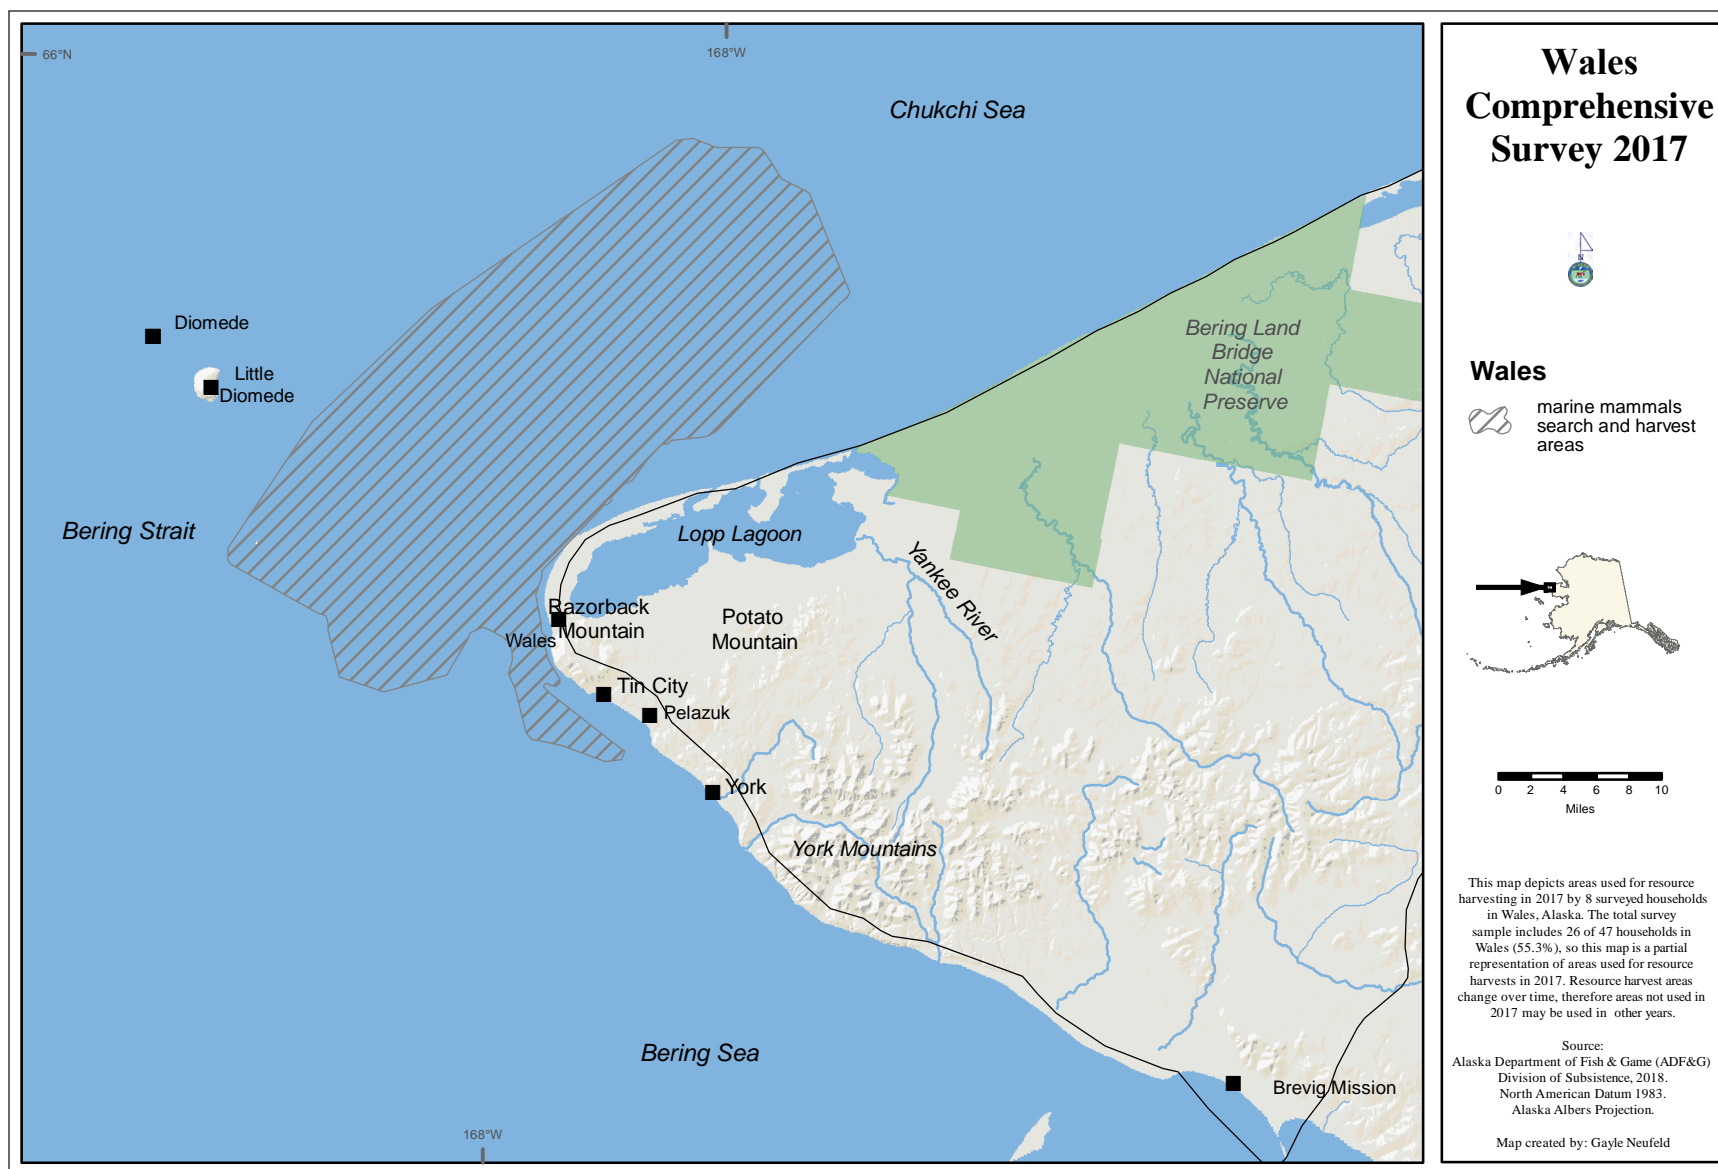 66°N
168°W
Chukchi Sea
Diomede
Little
Diomede
Bering Strait
Bering Land
Bridge
National
Preserve
Lopp Lagoon
Yankee River
Razorback
Mountain
Wales
Potato
Mountain
Tin City
Pelazuk
York
York Mountains
Bering Sea
Brevig Mission
168°W
Wales
Comprehensive
Survey 2017
N
Wales
marine mammals
search and harvest
areas
0 2 4 6 8 10
Miles
This map depicts areas used for resource
harvesting in 2017 by 8 surveyed households
in Wales, Alaska. The total survey
sample includes 26 of 47 households in
Wales (55.3%), so this map is a partial
representation of areas used for resource
harvests in 2017. Resource harvest areas
change over time, therefore areas not used in
2017 may be used in other years.
Source:
Alaska Department of Fish & Game (ADF&G)
Division of Subsistence, 2018.
North American Datum 1983.
Alaska Albers Projection.
Map created by: Gayle Neufeld